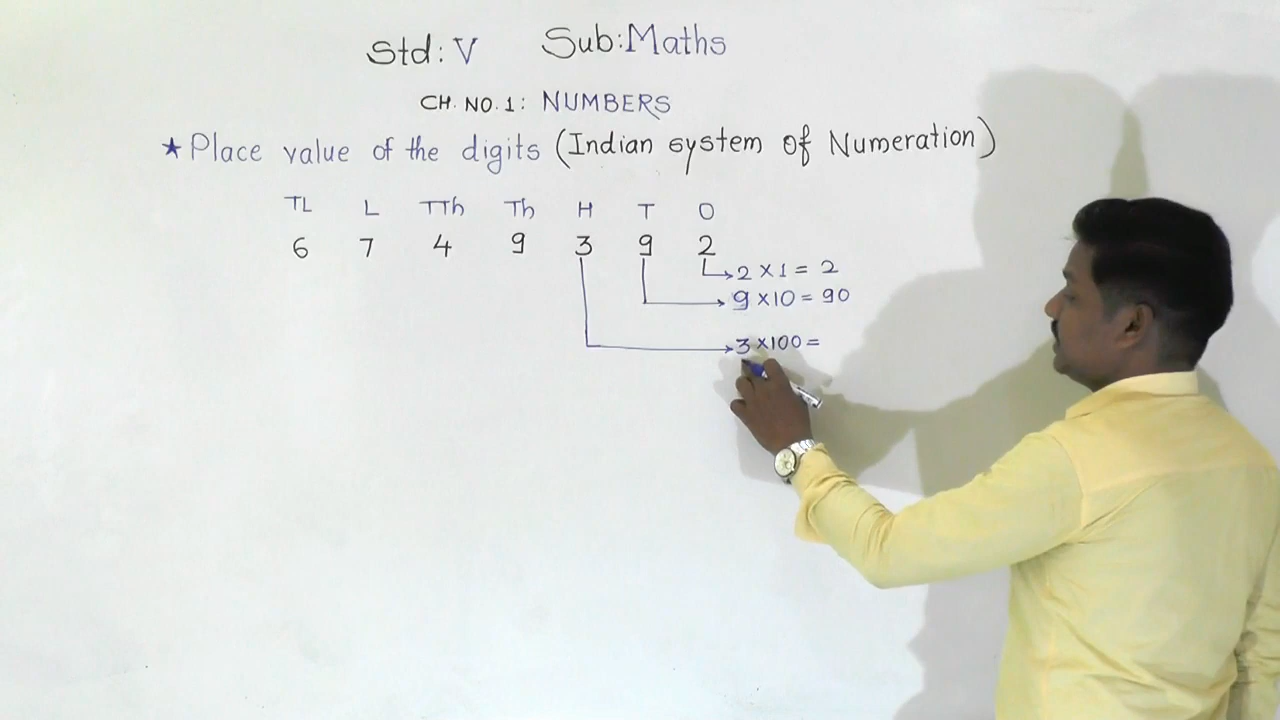 Std: V Sub: Maths
CH. NO. 1: NUMBERS
★ Place value of the digits (Indian system of Numeration)
TL L TTh Th H T O
6 7 4 9 3 9 2
2 × 1 = 2
9 × 10 = 90
3 × 100 =